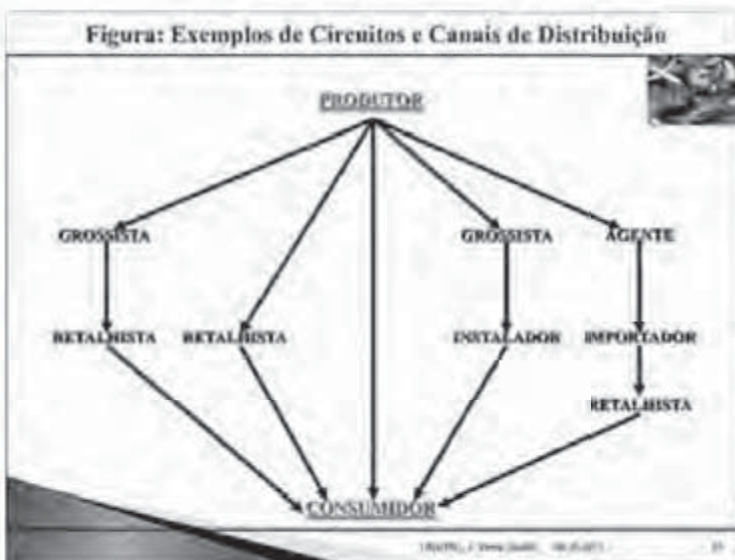 Figura: Exemplos de Circuitos e Canais de Distribuição
PRODUTOR
GROSSISTA GROSSISTA AGENTE
RETALHISTA RETALHISTA INSTALADOR IMPORTADOR
RETALHISTA
CONSUMIDOR